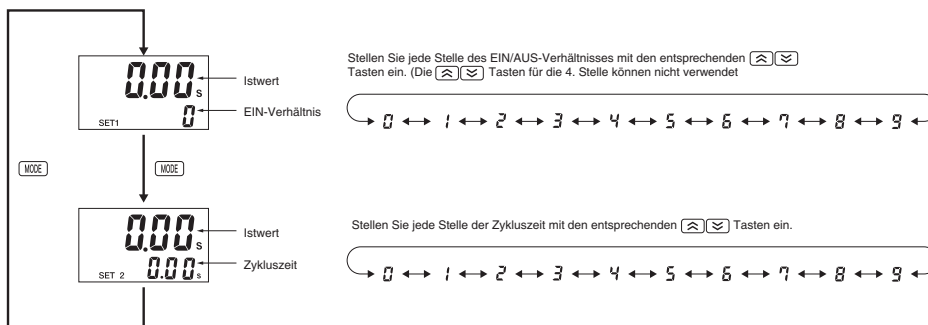 Stellen Sie jede Stelle des EIN/AUS-Verhältnisses mit den entsprechenden
Tasten ein. (Die Tasten für die 4. Stelle können nicht verwendet
0.00 s
Istwert
SET1 0
EIN-Verhältnis
0 1 2 3 4 5 6 7 8 9
MODE
MODE
Stellen Sie jede Stelle der Zykluszeit mit den entsprechenden Tasten ein.
0.00 s
Istwert
SET 2 0.00 s
Zykluszeit
0 1 2 3 4 5 6 7 8 9